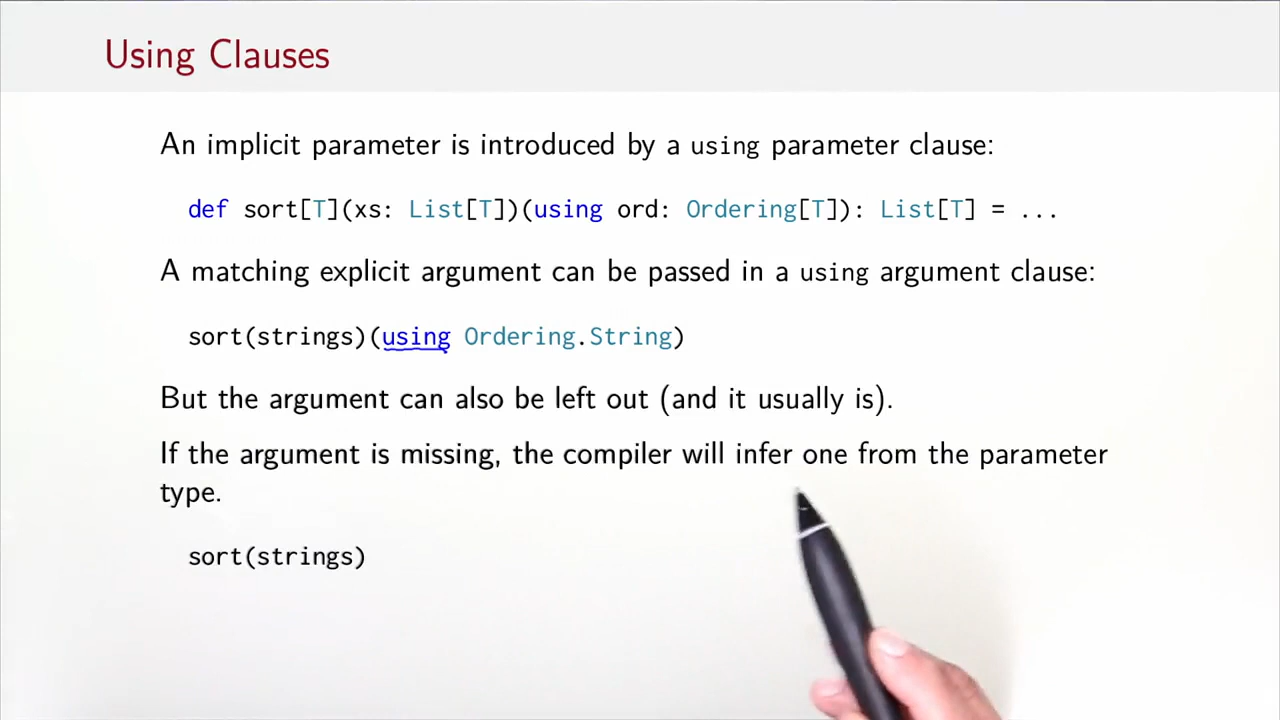 Using Clauses
An implicit parameter is introduced by a using parameter clause:
def sort[T](xs: List[T])(using ord: Ordering[T]): List[T] = ...
A matching explicit argument can be passed in a using argument clause:
sort(strings)(using Ordering.String)
But the argument can also be left out (and it usually is).
If the argument is missing, the compiler will infer one from the parameter
type.
sort(strings)